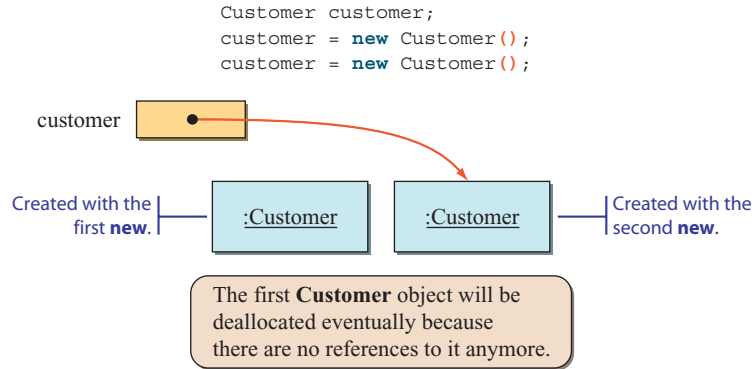 Customer customer;
customer = new Customer();
customer = new Customer();
customer
Created with the
first new.
:Customer
:Customer
Created with the
second new.
The first Customer object will be
deallocated eventually because
there are no references to it anymore.